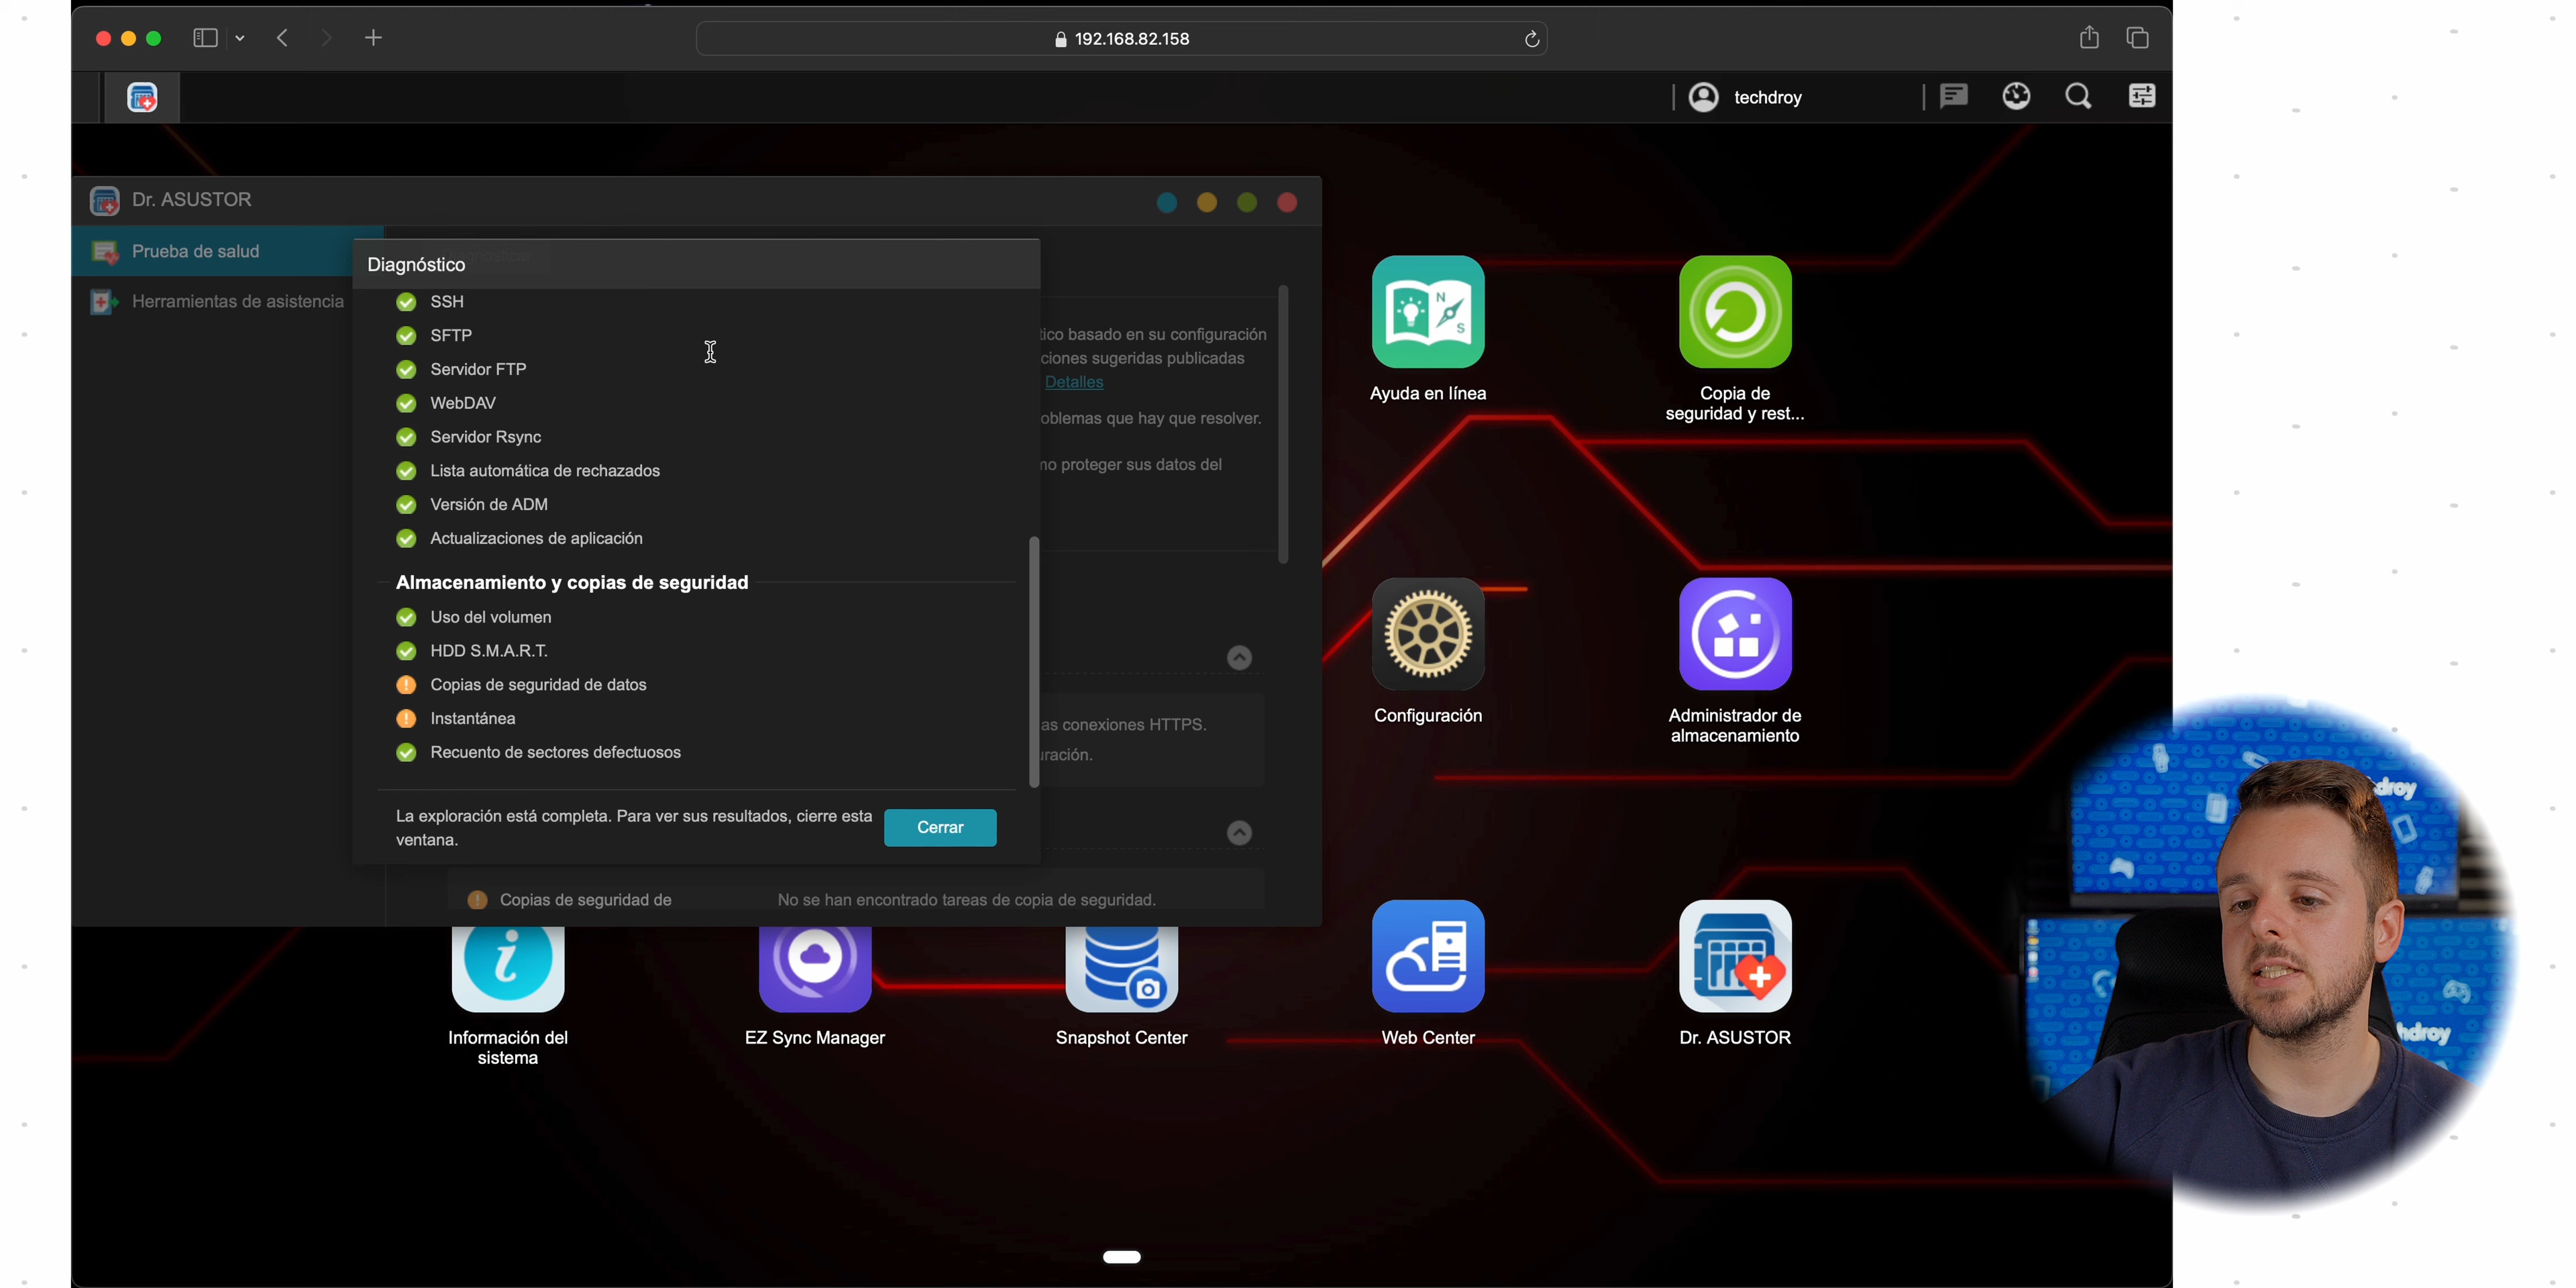 192.168.82.158
techdroy
Dr. ASUSTOR
Prueba de salud
Herramientas de asistencia
Diagnóstico
SSH
SFTP
Servidor FTP
WebDAV
Servidor Rsync
Lista automática de rechazados
Versión de ADM
Actualizaciones de aplicación
Almacenamiento y copias de seguridad
Uso del volumen
HDD S.M.A.R.T.
Copias de seguridad de datos
Instantánea
Recuento de sectores defectuosos
La exploración está completa. Para ver sus resultados, cierre esta
ventana.
Cerrar
tico basado en su configuración
ciones sugeridas publicadas
Detalles
oblemas que hay que resolver.
mo proteger sus datos del
as conexiones HTTPS.
uración.
Copias de seguridad de
No se han encontrado tareas de copia de seguridad.
Ayuda en línea
Copia de
seguridad y rest...
Configuración
Administrador de
almacenamiento
Información del
sistema
EZ Sync Manager
Snapshot Center
Web Center
Dr. ASUSTOR
droy
hdroy